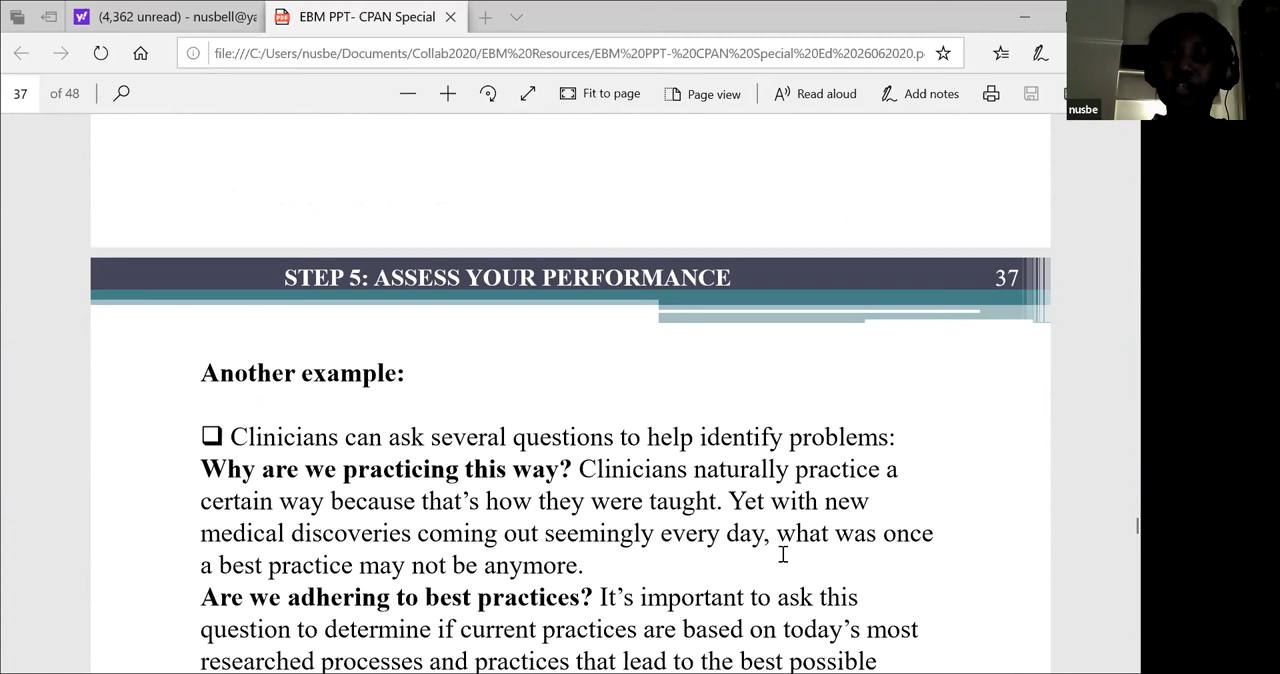 (4,362 unread) - nusbell@ya
EBM PPT- CPAN Special
file:///C:/Users/nusbe/Documents/Collab2020/EBM%20Resources/EBM%20PPT-%20CPAN%20Special%20Ed%2026062020.p
37 of 48
Fit to page
Page view
Read aloud
Add notes
nusbe
STEP 5: ASSESS YOUR PERFORMANCE 37
Another example:
Clinicians can ask several questions to help identify problems:
Why are we practicing this way? Clinicians naturally practice a
certain way because that’s how they were taught. Yet with new
medical discoveries coming out seemingly every day, what was once
a best practice may not be anymore.
Are we adhering to best practices? It’s important to ask this
question to determine if current practices are based on today’s most
researched processes and practices that lead to the best possible